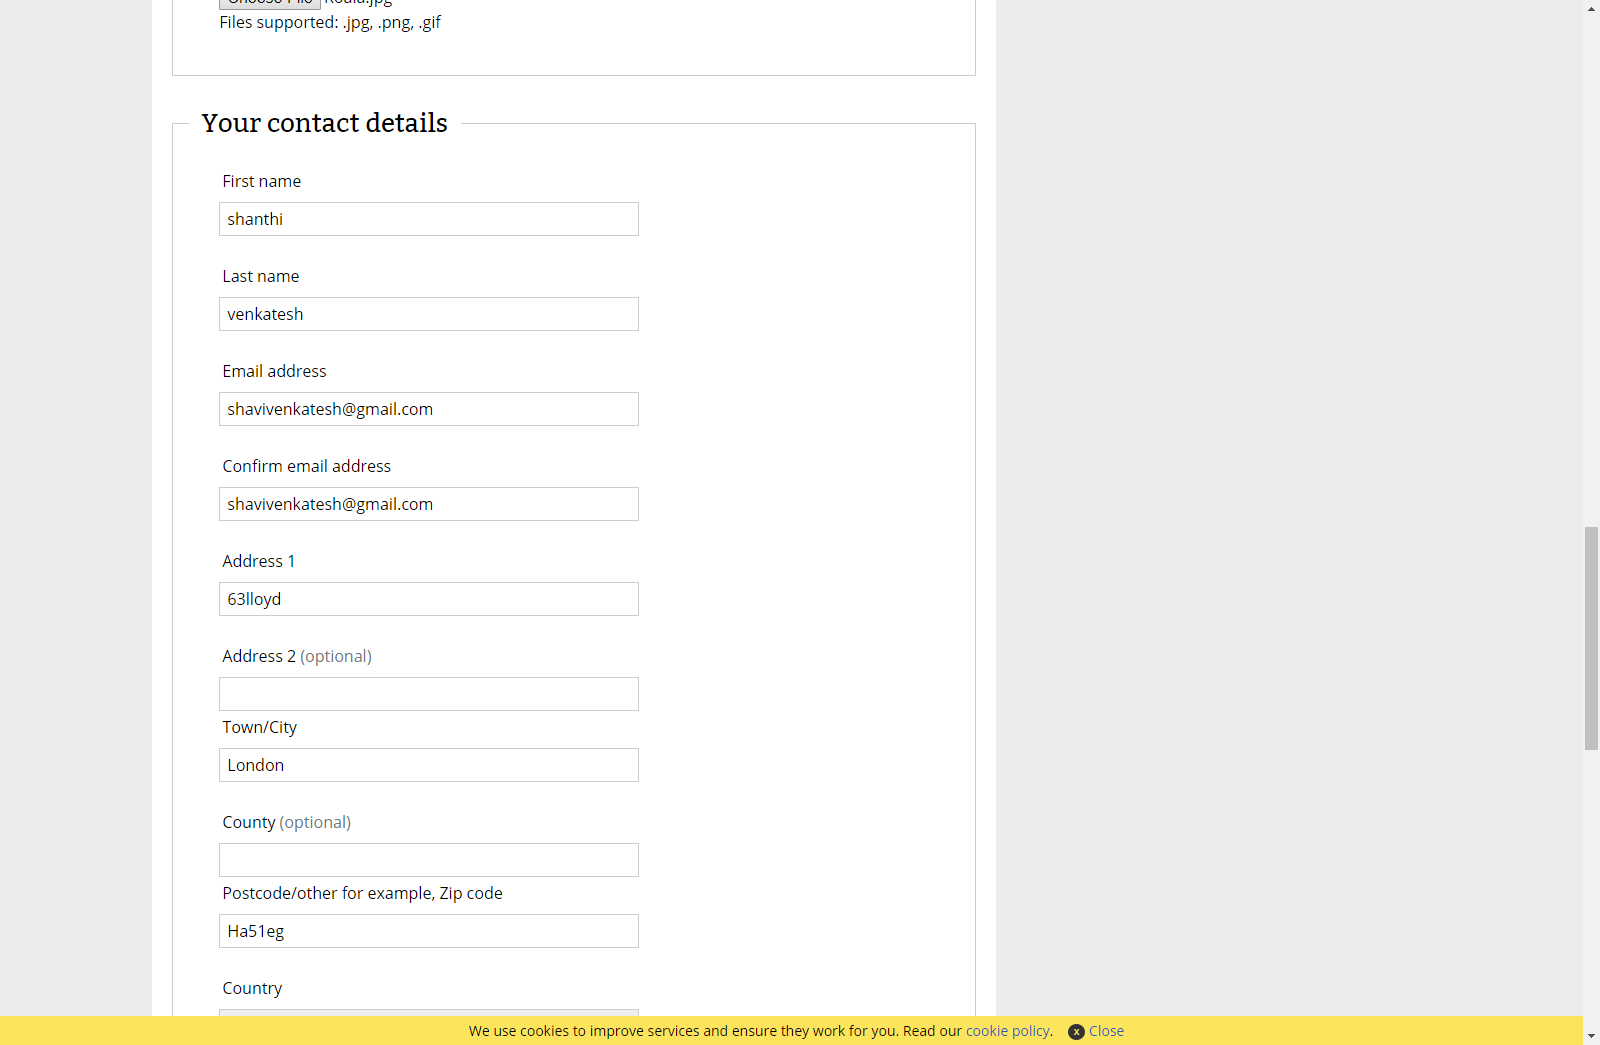 Choose File Roald.jpg
Files supported: .jpg, .png, .gif
Your contact details
First name
shanthi
Last name
venkatesh
Email address
shavivenkatesh@gmail.com
Confirm email address
shavivenkatesh@gmail.com
Address 1
63lloyd
Address 2 (optional)
Town/City
London
County (optional)
Postcode/other for example, Zip code
Ha51eg
Country
We use cookies to improve services and ensure they work for you. Read our cookie policy. x Close